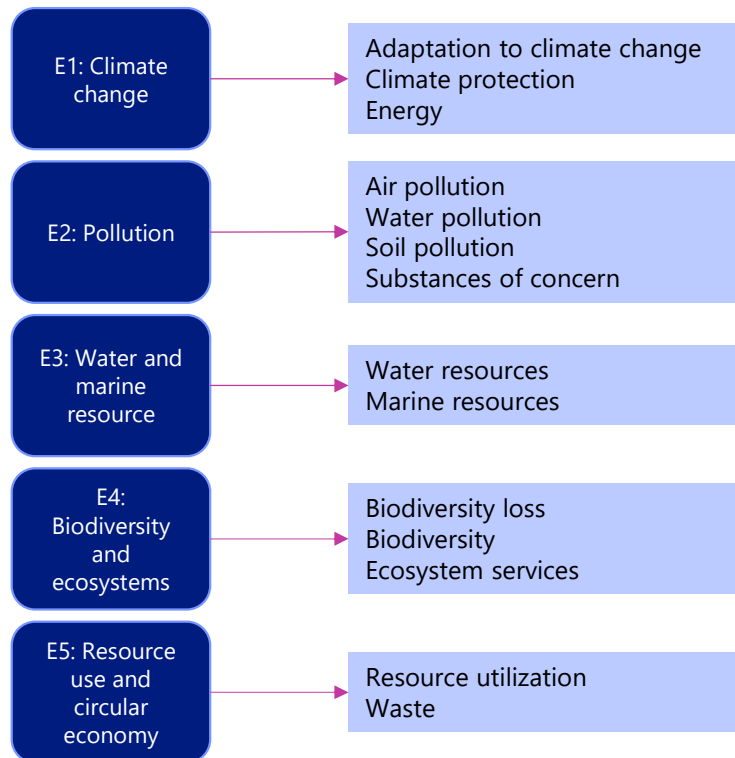 E1: Climate
change
Adaptation to climate change
Climate protection
Energy
E2: Pollution
Air pollution
Water pollution
Soil pollution
Substances of concern
E3: Water and
marine
resource
Water resources
Marine resources
E4:
Biodiversity
and
ecosystems
Biodiversity loss
Biodiversity
Ecosystem services
E5: Resource
use and
circular
economy
Resource utilization
Waste